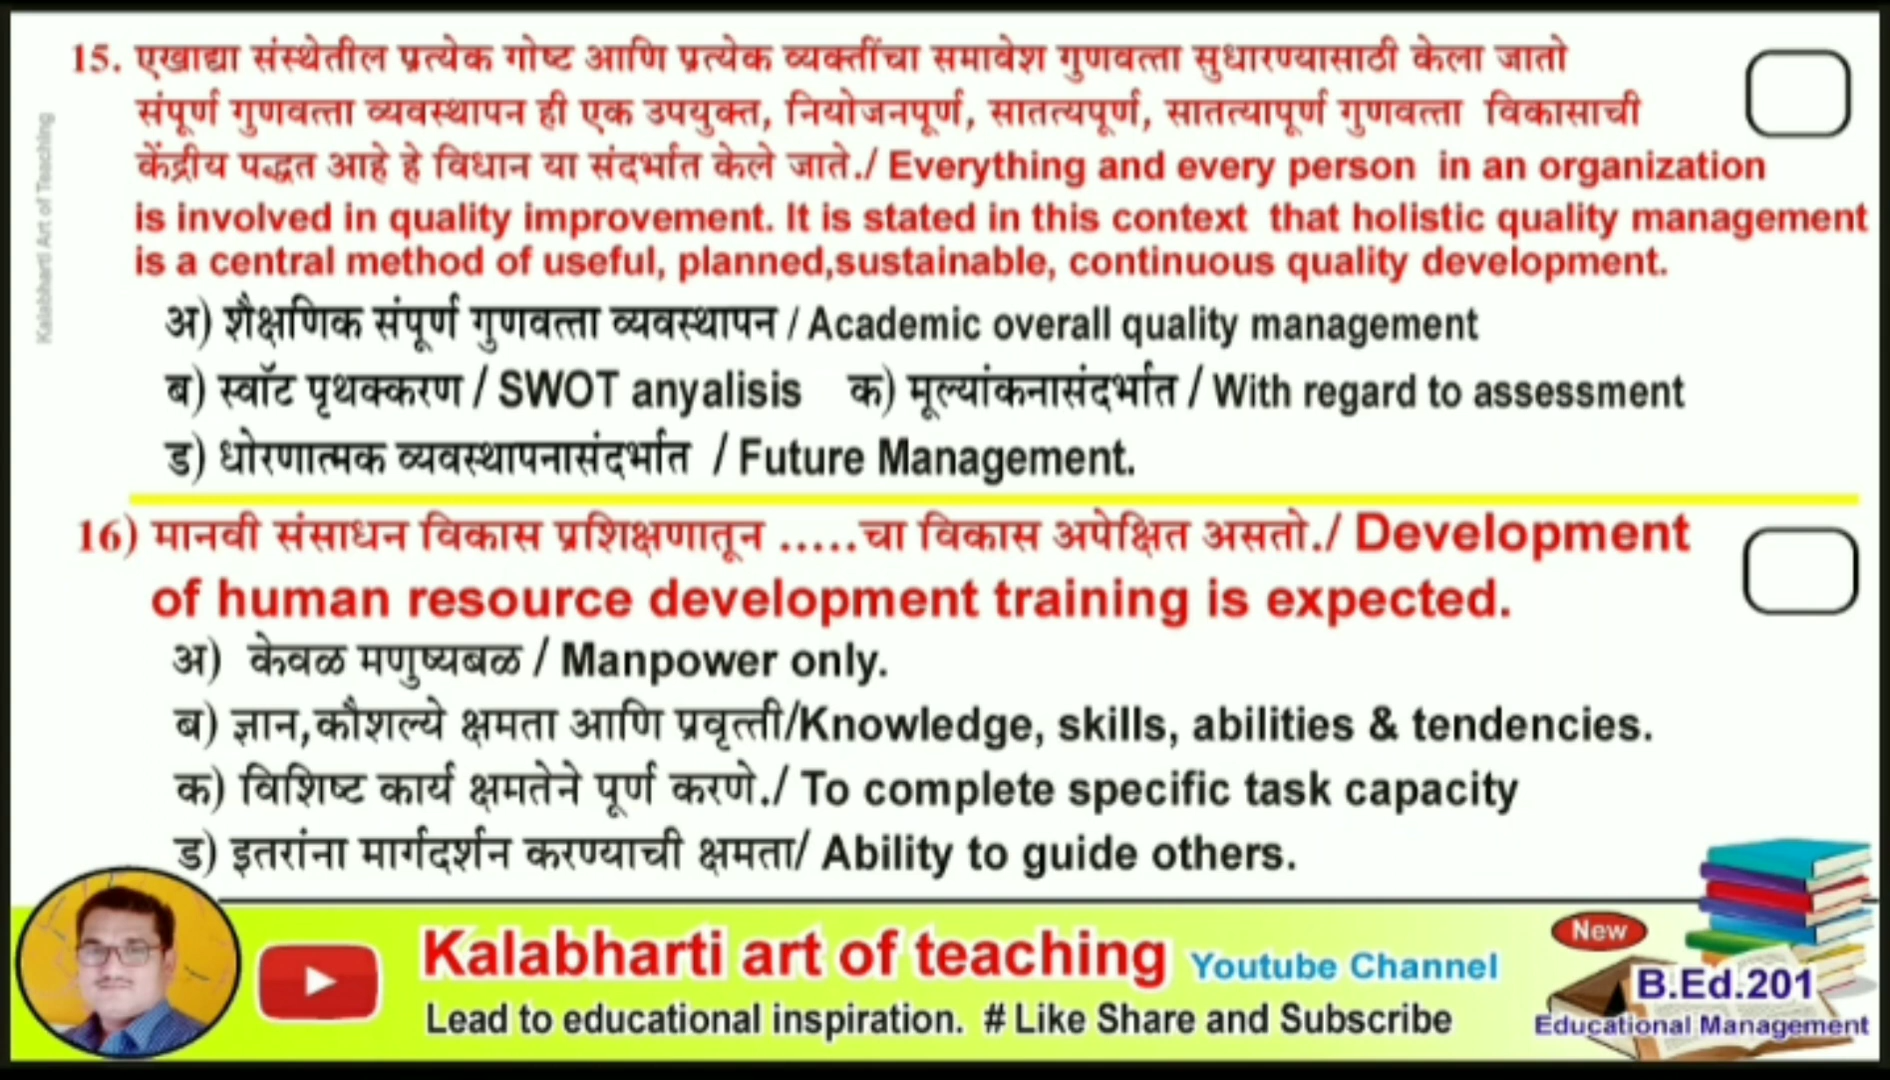 15. एखाद्या संस्थेतील प्रत्येक गोष्ट आणि प्रत्येक व्यक्तींचा समावेश गुणवत्ता सुधारण्यासाठी केला जातो
संपूर्ण गुणवत्ता व्यवस्थापन ही एक उपयुक्त, नियोजनपूर्ण, सातत्यपूर्ण, सातत्यापूर्ण गुणवत्ता विकासाची
केंद्रीय पद्धत आहे हे विधान या संदर्भात केले जाते./ Everything and every person in an organization
is involved in quality improvement. It is stated in this context that holistic quality management
is a central method of useful, planned,sustainable, continuous quality development.
अ) शैक्षणिक संपूर्ण गुणवत्ता व्यवस्थापन / Academic overall quality management
ब) स्वॉट पृथक्करण / SWOT anyalisis क) मूल्यांकनासंदर्भात / With regard to assessment
ड) धोरणात्मक व्यवस्थापनासंदर्भात / Future Management.
16) मानवी संसाधन विकास प्रशिक्षणातून .....चा विकास अपेक्षित असतो./ Development
of human resource development training is expected.
अ) केवळ मणुष्यबळ / Manpower only.
ब) ज्ञान,कौशल्ये क्षमता आणि प्रवृत्ती/Knowledge, skills, abilities & tendencies.
क) विशिष्ट कार्य क्षमतेने पूर्ण करणे./ To complete specific task capacity
ड) इतरांना मार्गदर्शन करण्याची क्षमता/ Ability to guide others.
Kalabharti Art of Teaching
Kalabharti art of teaching Youtube Channel
Lead to educational inspiration. # Like Share and Subscribe
New
B.Ed.201
Educational Management